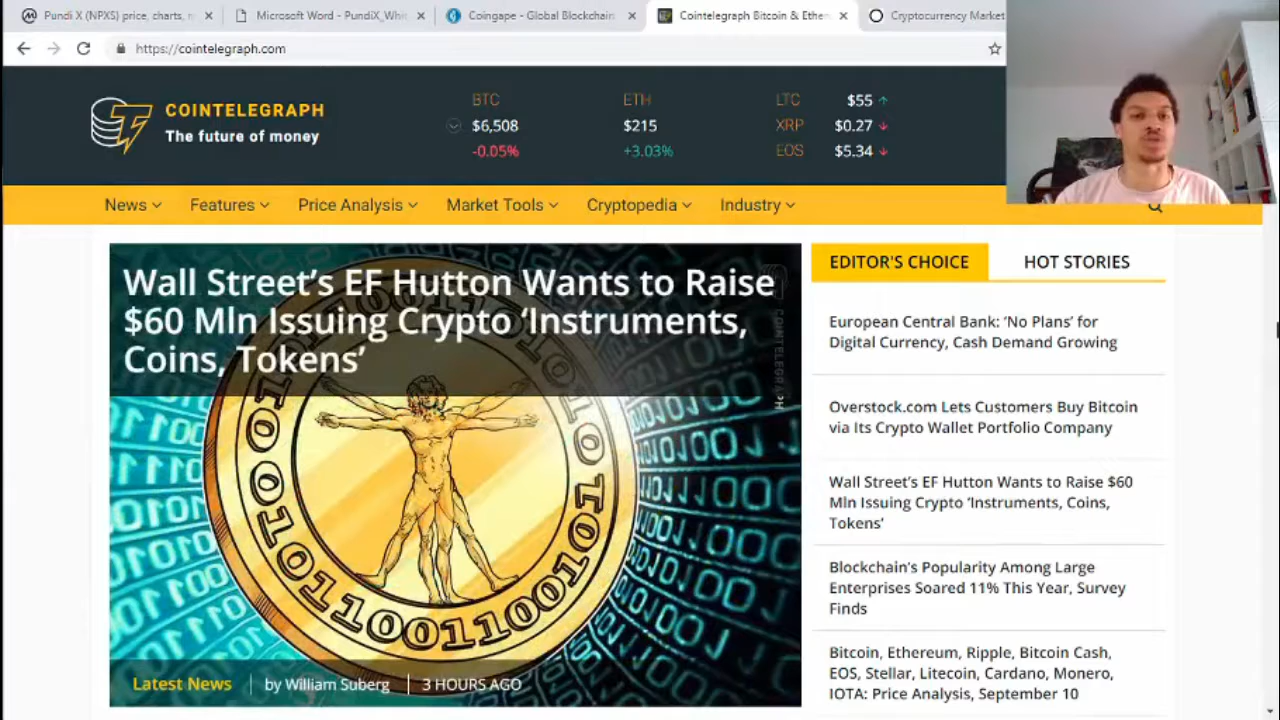 Pundi X (NPXS) price, charts,
Microsoft Word - PundiX_Whi
Coingape - Global Blockchain
Cointelegraph Bitcoin & Ether
Cryptocurrency Market
https://cointelegraph.com
COINTELEGRAPH
The future of money
BTC
$6,508
-0.05%
ETH
$215
+3.03%
LTC $55 ↑
XRP $0.27 ↓
EOS $5.34 ↓
News Features Price Analysis Market Tools Cryptopedia Industry
Wall Street’s EF Hutton Wants to Raise
$60 Mln Issuing Crypto ‘Instruments,
Coins, Tokens’
COINTELEGRAPH
Latest News | by William Suberg | 3 HOURS AGO
EDITOR'S CHOICE
HOT STORIES
European Central Bank: ‘No Plans’ for
Digital Currency, Cash Demand Growing
Overstock.com Lets Customers Buy Bitcoin
via Its Crypto Wallet Portfolio Company
Wall Street’s EF Hutton Wants to Raise $60
Mln Issuing Crypto ‘Instruments, Coins,
Tokens’
Blockchain's Popularity Among Large
Enterprises Soared 11% This Year, Survey
Finds
Bitcoin, Ethereum, Ripple, Bitcoin Cash,
EOS, Stellar, Litecoin, Cardano, Monero,
IOTA: Price Analysis, September 10